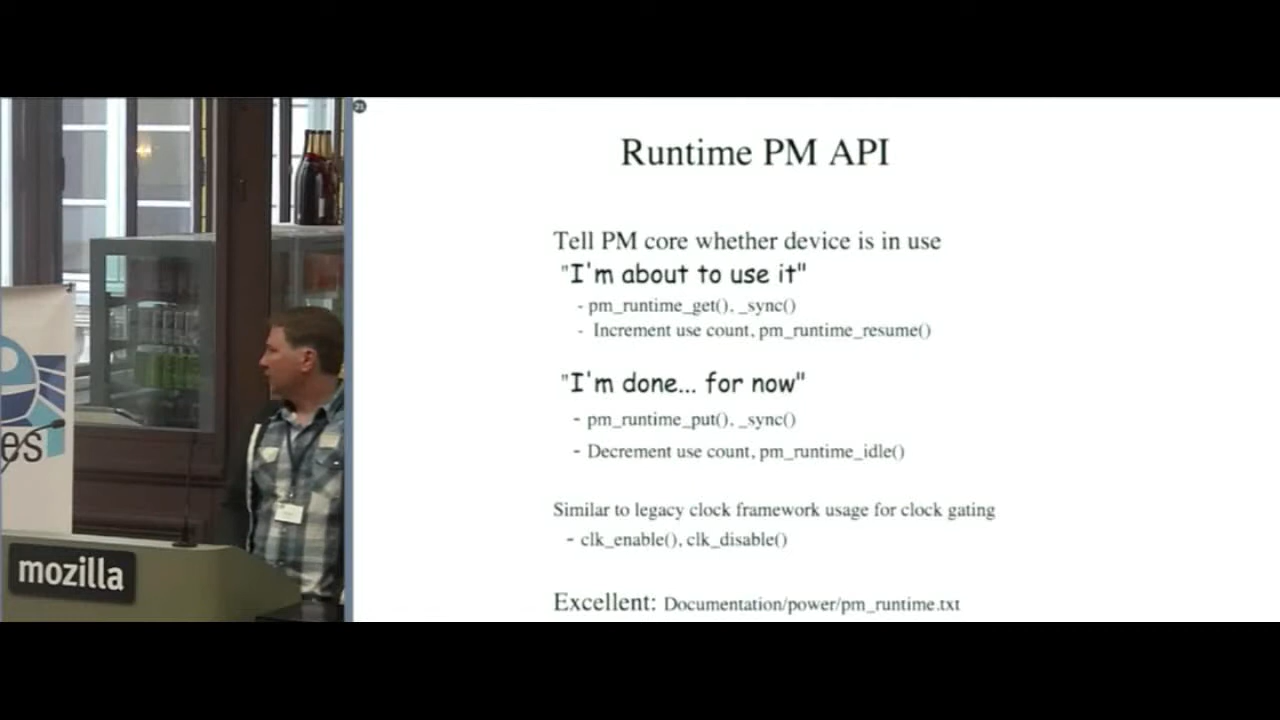 21
Runtime PM API
Tell PM core whether device is in use
"I'm about to use it"
- pm_runtime_get(), _sync()
- Increment use count, pm_runtime_resume()
"I'm done... for now"
- pm_runtime_put(), _sync()
- Decrement use count, pm_runtime_idle()
Similar to legacy clock framework usage for clock gating
- clk_enable(), clk_disable()
Excellent: Documentation/power/pm_runtime.txt
es
mozilla